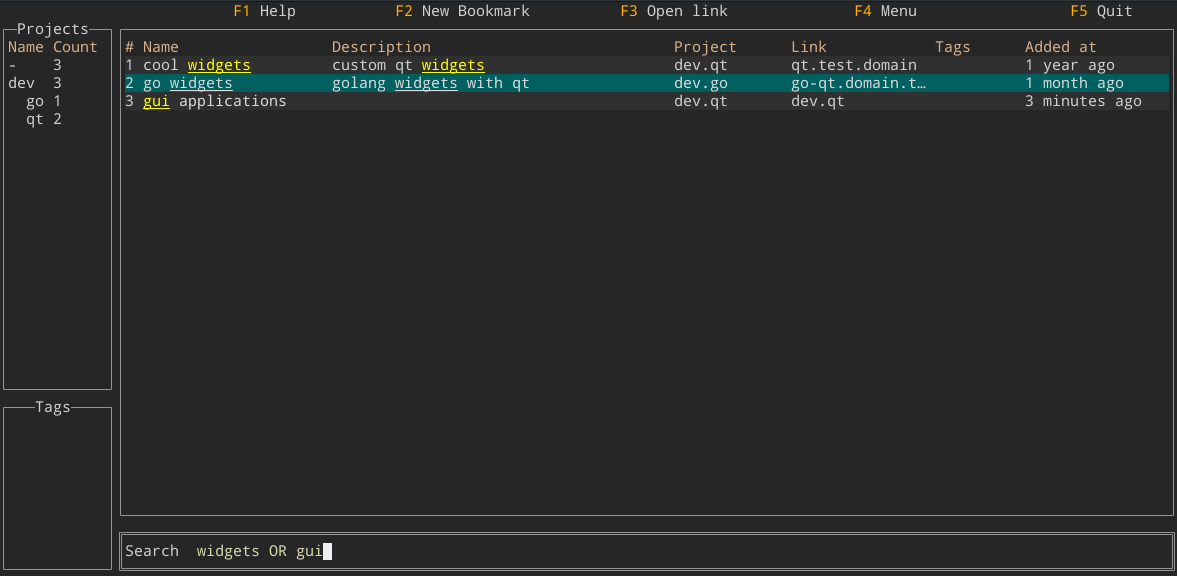 F1 Help F2 New Bookmark F3 Open link F4 Menu F5 Quit
Projects
Name Count
- 3
dev 3
go 1
qt 2
Tags
# Name Description Project Link Tags Added at
1 cool widgets custom qt widgets dev.qt qt.test.domain 1 year ago
2 go widgets golang widgets with qt dev.go go-qt.domain.t… 1 month ago
3 gui applications dev.qt dev.qt 3 minutes ago
Search widgets OR gui